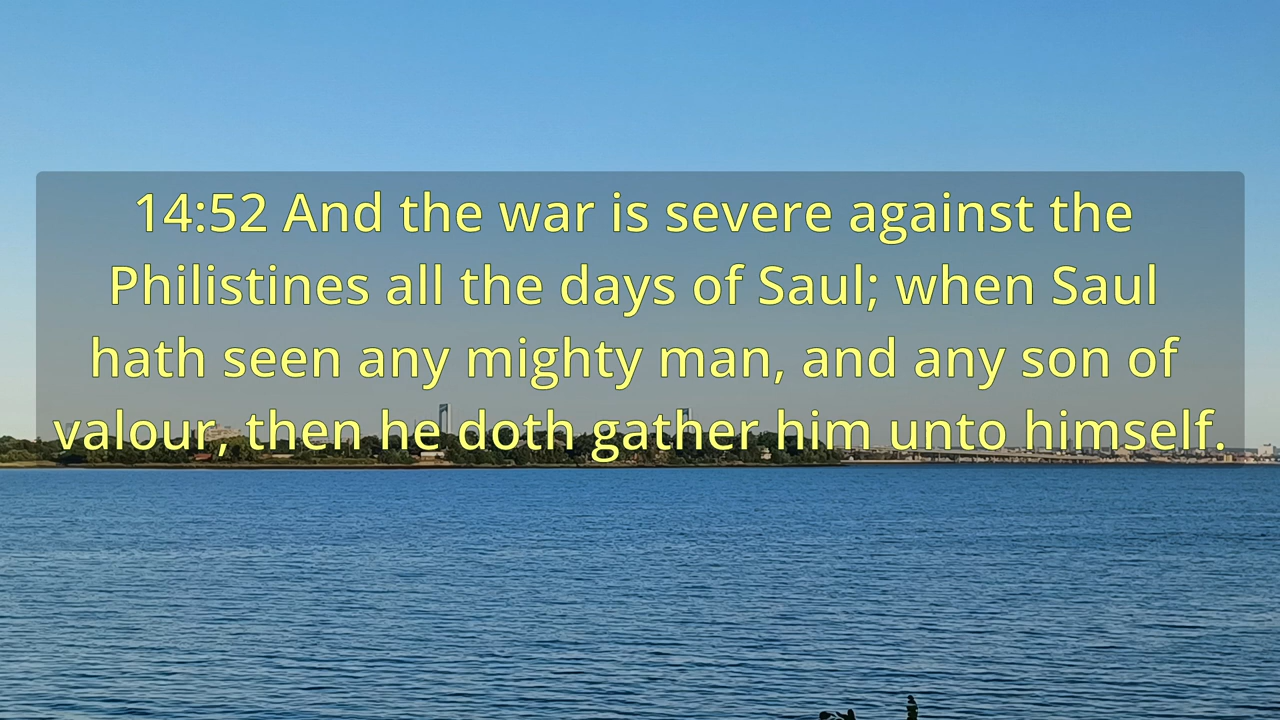 14:52 And the war is severe against the
Philistines all the days of Saul; when Saul
hath seen any mighty man, and any son of
valour, then he doth gather him unto himself.